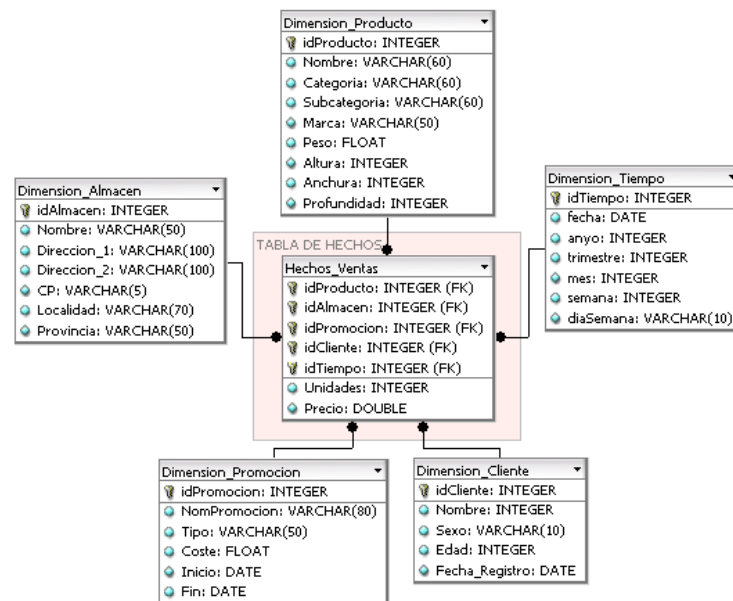 Dimension_Producto
idProducto: INTEGER
Nombre: VARCHAR(60)
Categoria: VARCHAR(60)
Subcategoria: VARCHAR(60)
Marca: VARCHAR(50)
Peso: FLOAT
Altura: INTEGER
Anchura: INTEGER
Profundidad: INTEGER
Dimension_Almacen
idAlmacen: INTEGER
Nombre: VARCHAR(50)
Direccion_1: VARCHAR(100)
Direccion_2: VARCHAR(100)
CP: VARCHAR(5)
Localidad: VARCHAR(70)
Provincia: VARCHAR(50)
Dimension_Tiempo
idTiempo: INTEGER
fecha: DATE
anyo: INTEGER
trimestre: INTEGER
mes: INTEGER
semana: INTEGER
diaSemana: VARCHAR(10)
TABLA DE HECHOS
Hechos_Ventas
idProducto: INTEGER (FK)
idAlmacen: INTEGER (FK)
idPromocion: INTEGER (FK)
idCliente: INTEGER (FK)
idTiempo: INTEGER (FK)
Unidades: INTEGER
Precio: DOUBLE
Dimension_Promocion
idPromocion: INTEGER
NomPromocion: VARCHAR(80)
Tipo: VARCHAR(50)
Coste: FLOAT
Inicio: DATE
Fin: DATE
Dimension_Cliente
idCliente: INTEGER
Nombre: INTEGER
Sexo: VARCHAR(10)
Edad: INTEGER
Fecha_Registro: DATE